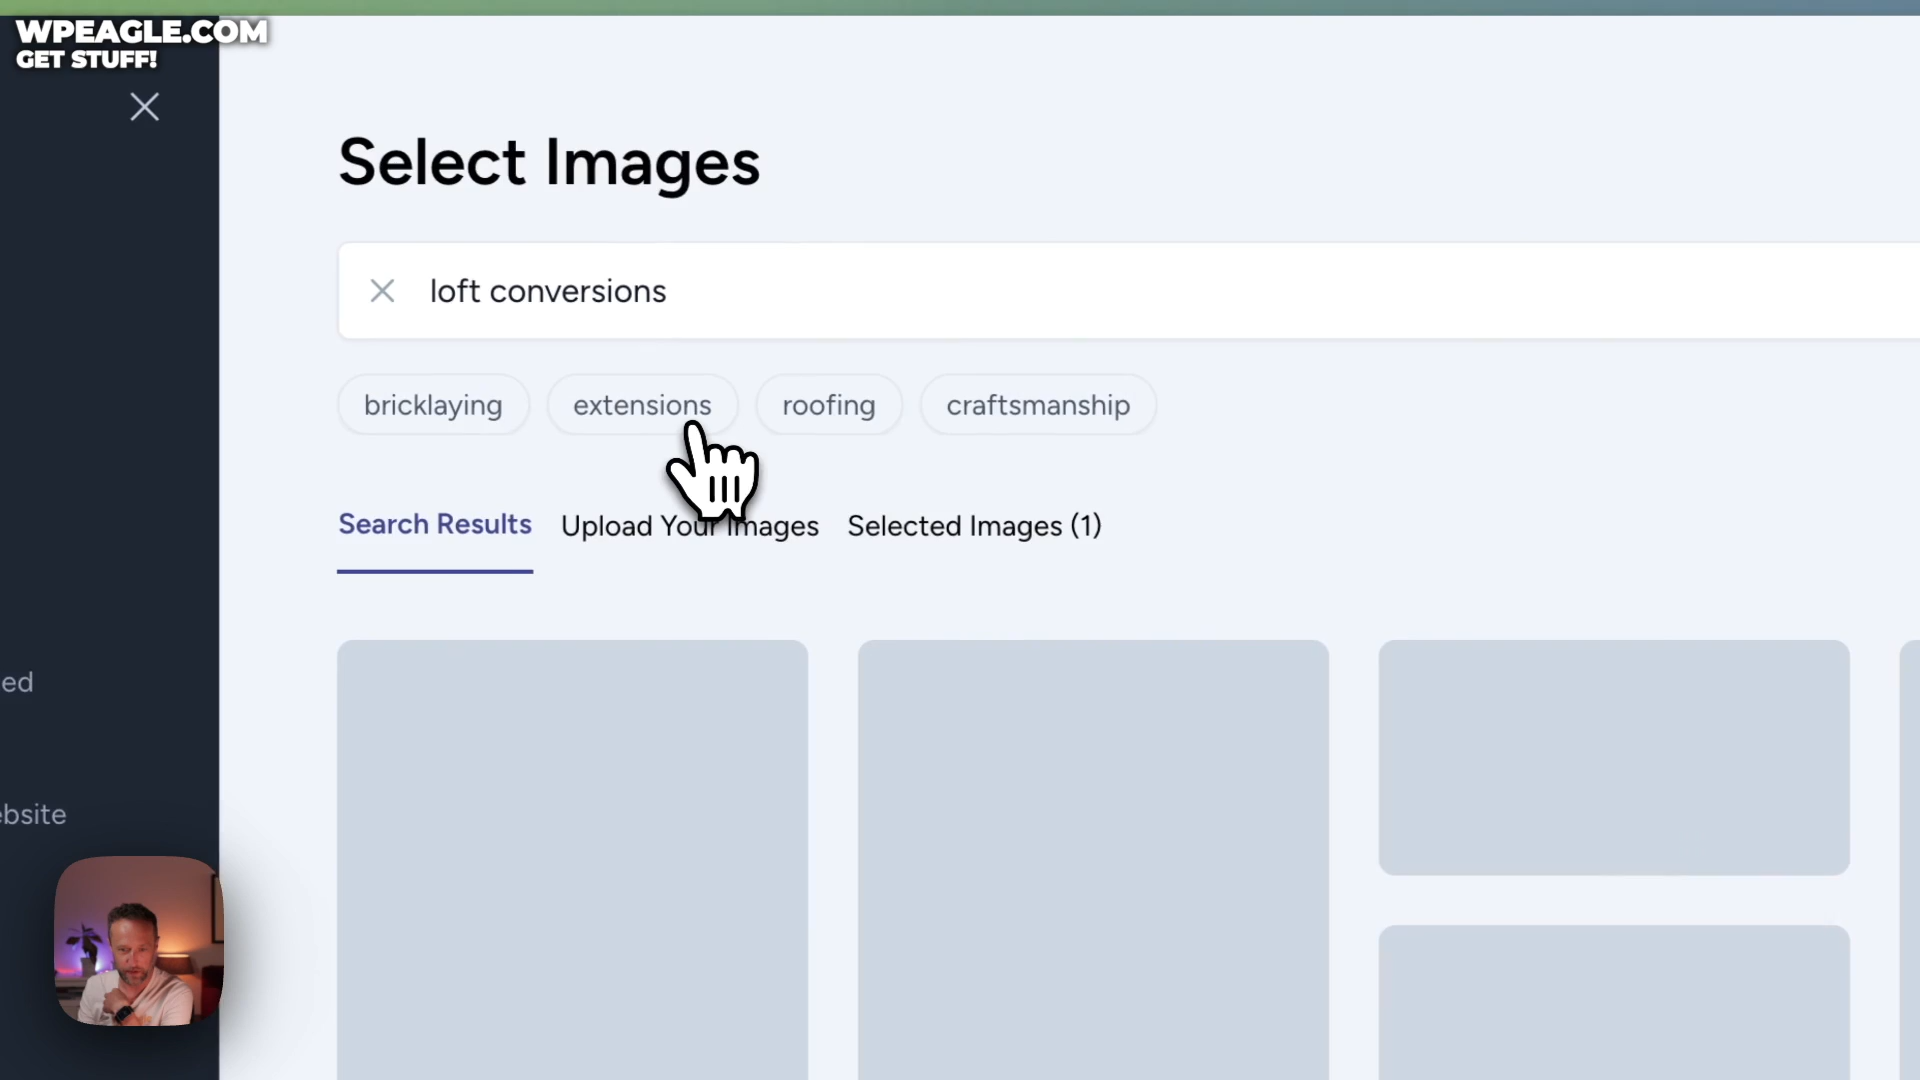 WPEAGLE.COM
GET STUFF!
Select Images
loft conversions
bricklaying
extensions
roofing
craftsmanship
Search Results
Upload Your Images
Selected Images (1)
ed
ebsite